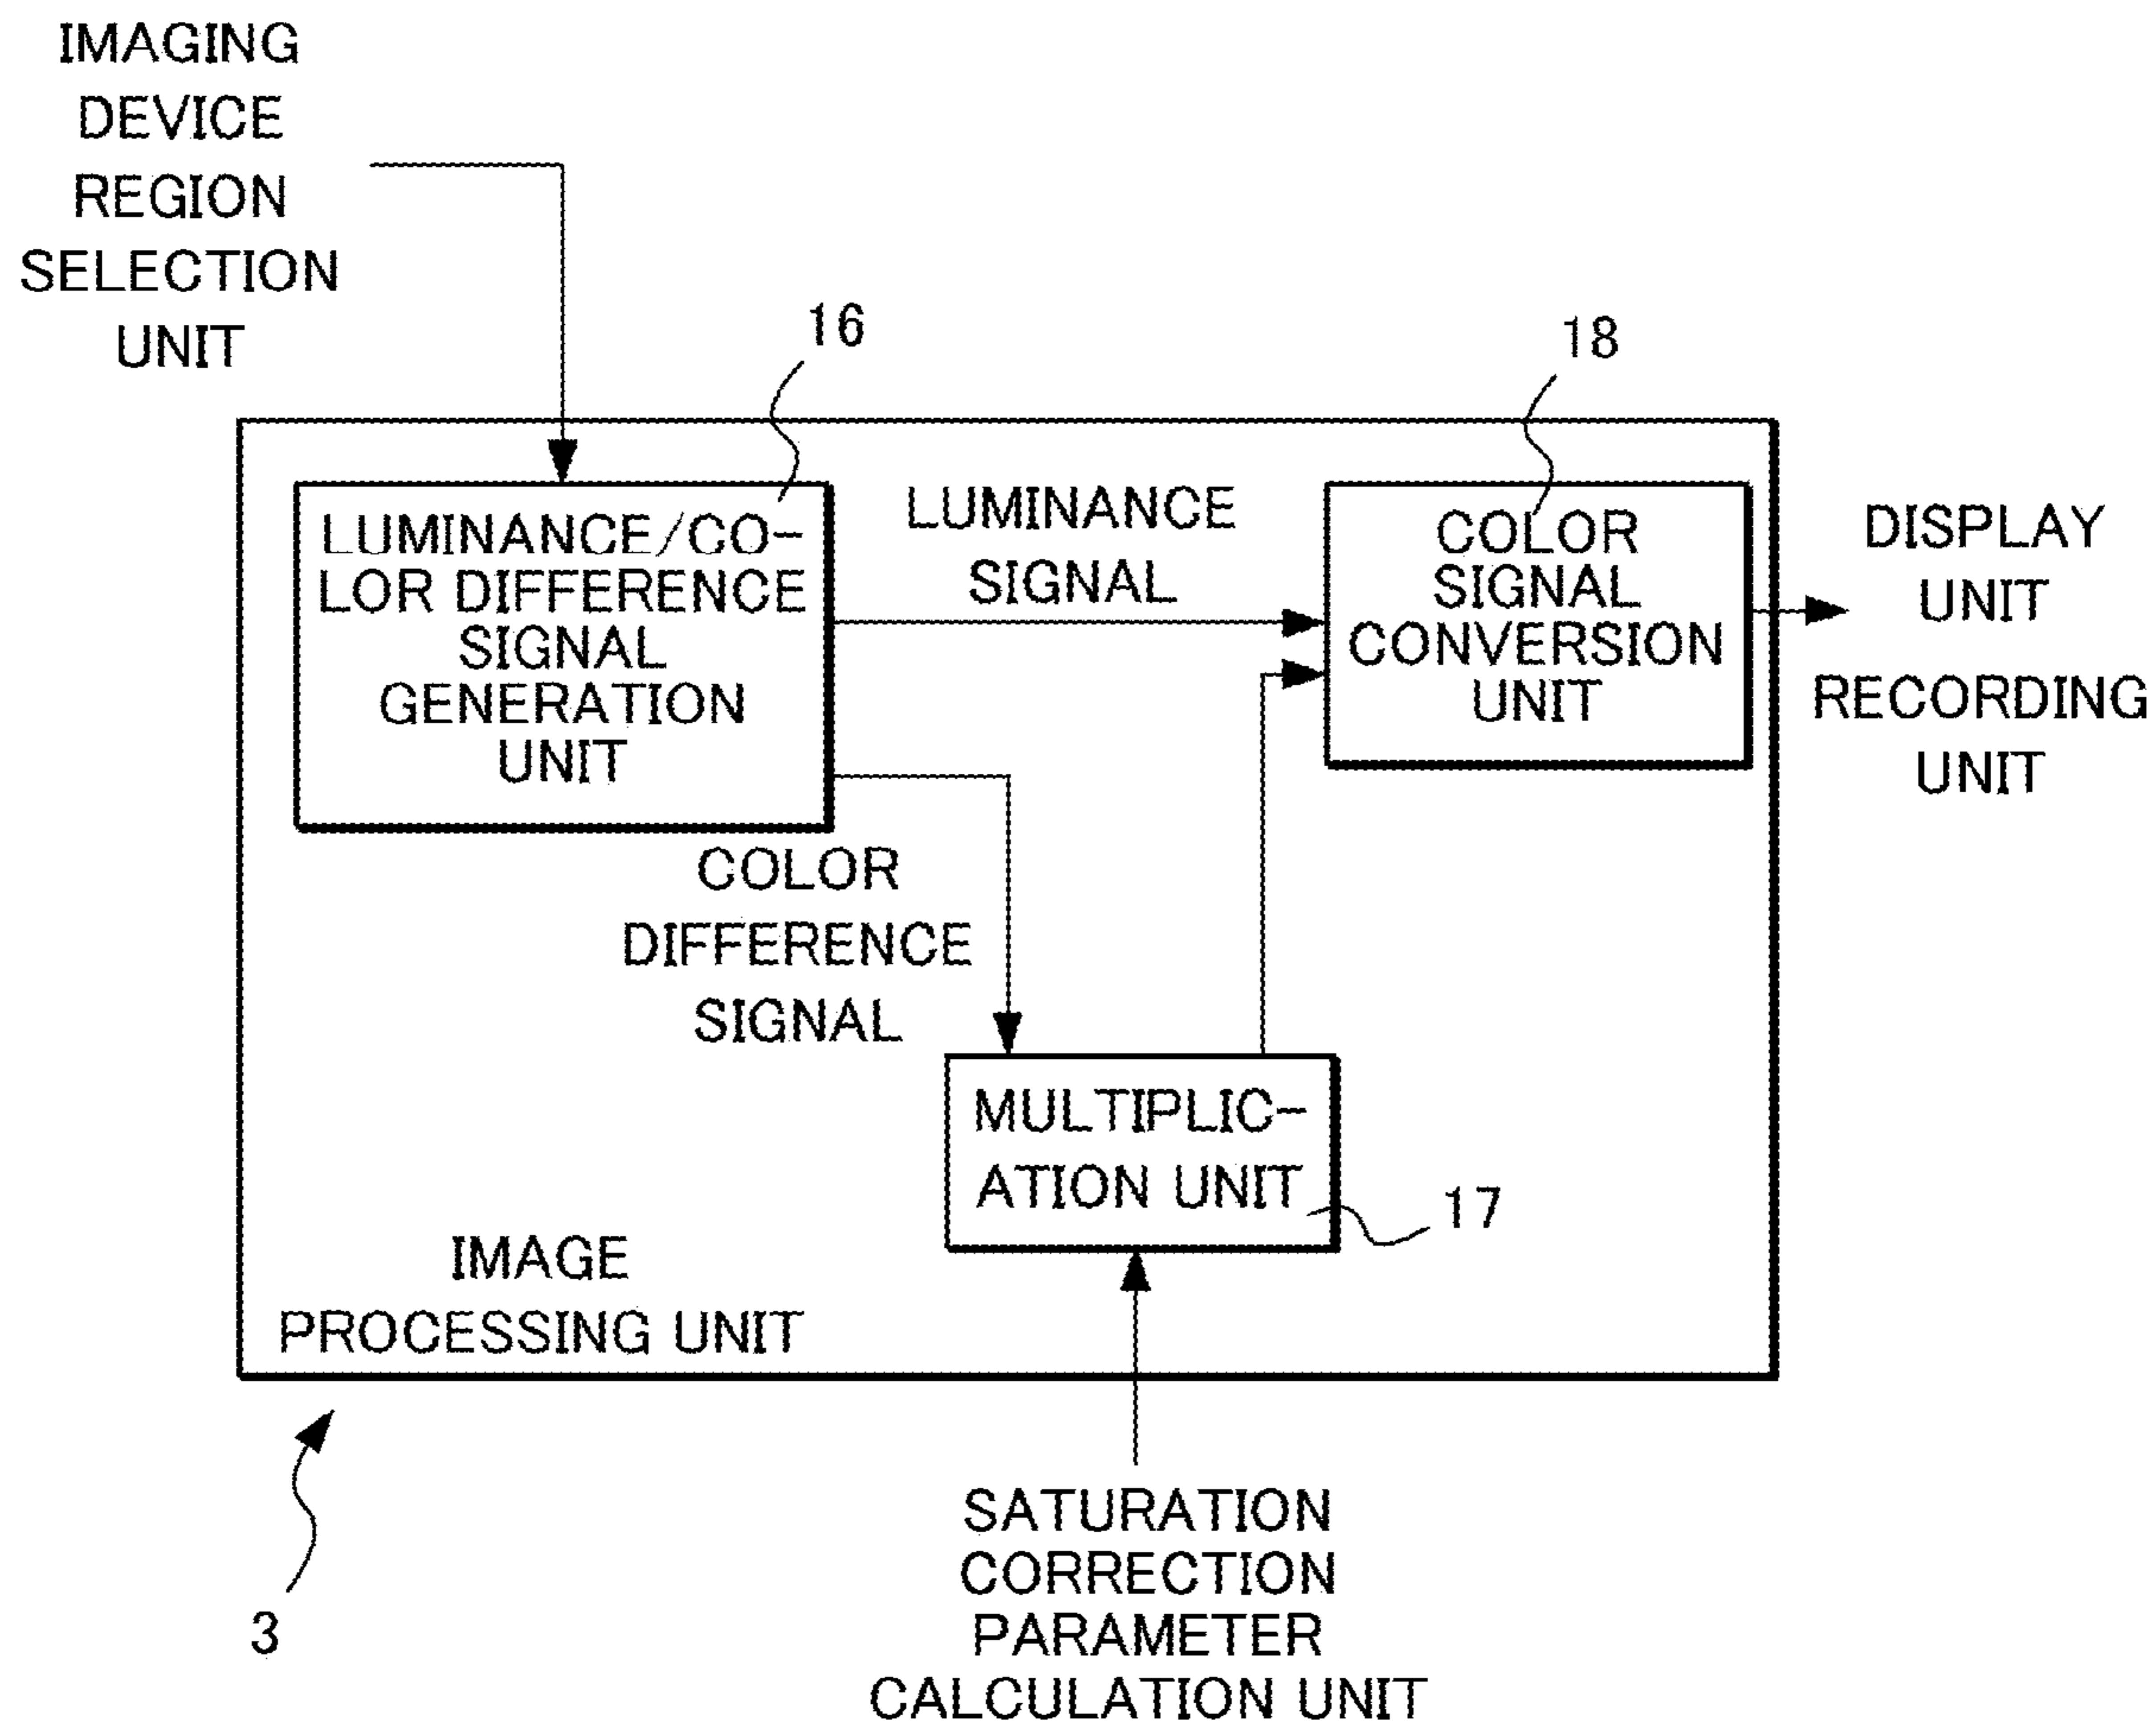 IMAGING
DEVICE
REGION
SELECTION
UNIT
16
18
LUMINANCE/CO-
LOR DIFFERENCE
SIGNAL
GENERATION
UNIT
LUMINANCE
SIGNAL
COLOR
SIGNAL
CONVERSION
UNIT
DISPLAY
UNIT
RECORDING
UNIT
COLOR
DIFFERENCE
SIGNAL
MULTIPLIC-
ATION UNIT
17
IMAGE
PROCESSING UNIT
3
SATURATION
CORRECTION
PARAMETER
CALCULATION UNIT